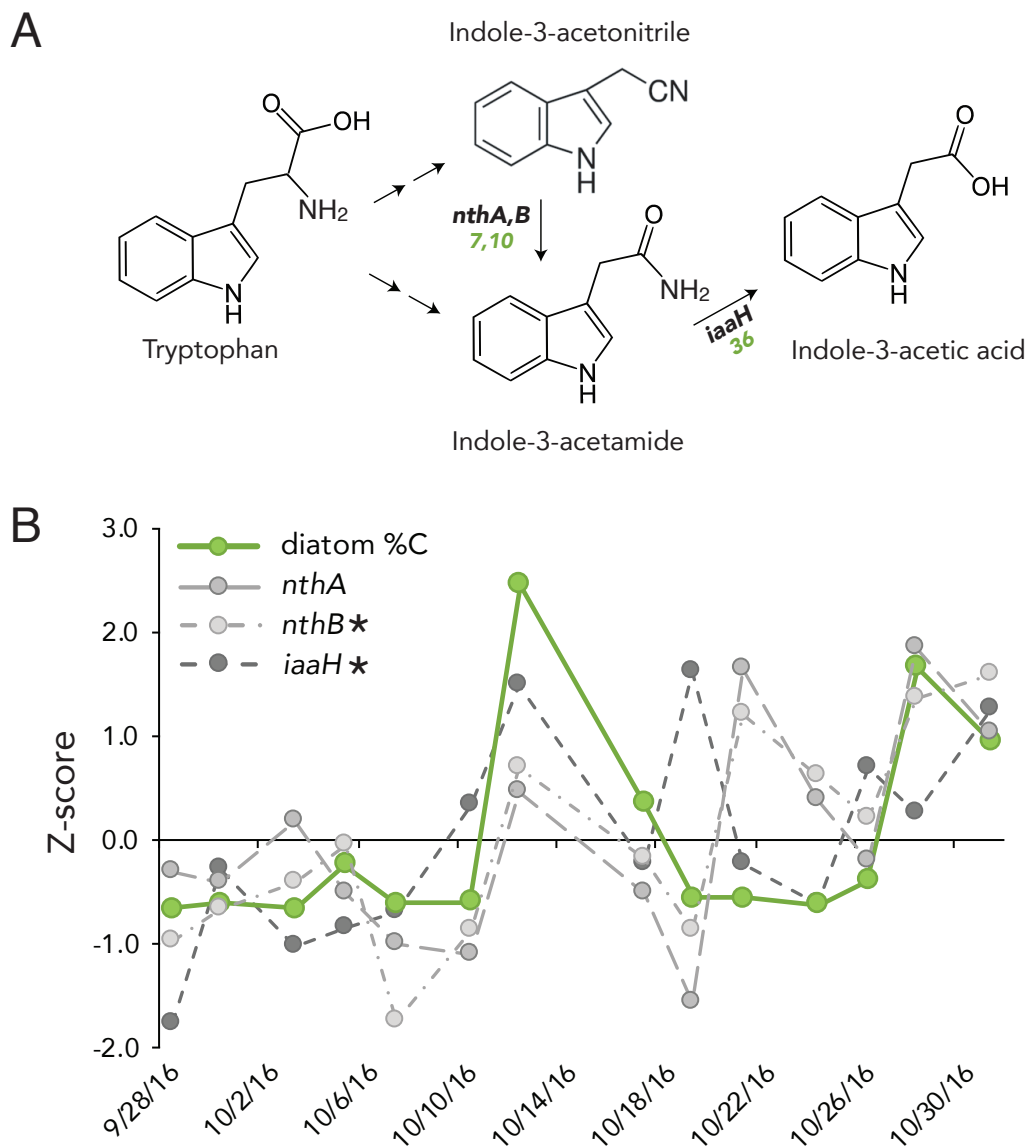 A
Indole-3-acetonitrile
O
OH
NH2
N
H
Tryptophan
CN
N
H
nthA,B
7,10
O
NH2
N
H
Indole-3-acetamide
iaaH
36
O
OH
N
H
Indole-3-acetic acid
B
diatom %C
nthA
nthB*
iaaH*
Z-score
3.0
2.0
1.0
0.0
-1.0
-2.0
9/28/16
10/2/16
10/6/16
10/10/16
10/14/16
10/18/16
10/22/16
10/26/16
10/30/16